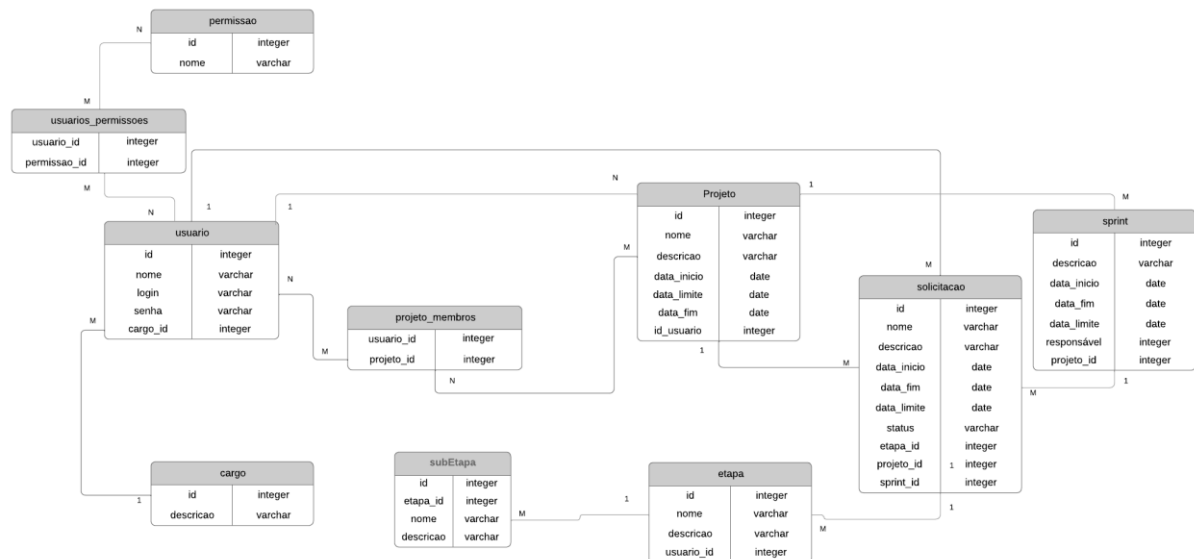 permissao
id integer
nome varchar
N
M
usuarios_permissoes
usuario_id integer
permissao_id integer
M
N
1
1
N
usuario
id integer
nome varchar
login varchar
senha varchar
cargo_id integer
N
M
M
projeto_membros
usuario_id integer
projeto_id integer
N
M
Projeto
id integer
nome varchar
descricao varchar
data_inicio date
data_limite date
data_fim date
id_usuario integer
1
1
M
M
M
sprint
id integer
descricao varchar
data_inicio date
data_fim date
data_limite date
responsável integer
projeto_id integer
1
M
solicitacao
id integer
nome varchar
descricao varchar
data_inicio date
data_fim date
data_limite date
status varchar
etapa_id integer
projeto_id 1 integer
sprint_id integer
1
M
cargo
id integer
descricao varchar
1
subEtapa
id integer
etapa_id integer
nome varchar
descricao varchar
M
1
etapa
id integer
nome varchar
descricao varchar
usuario_id integer